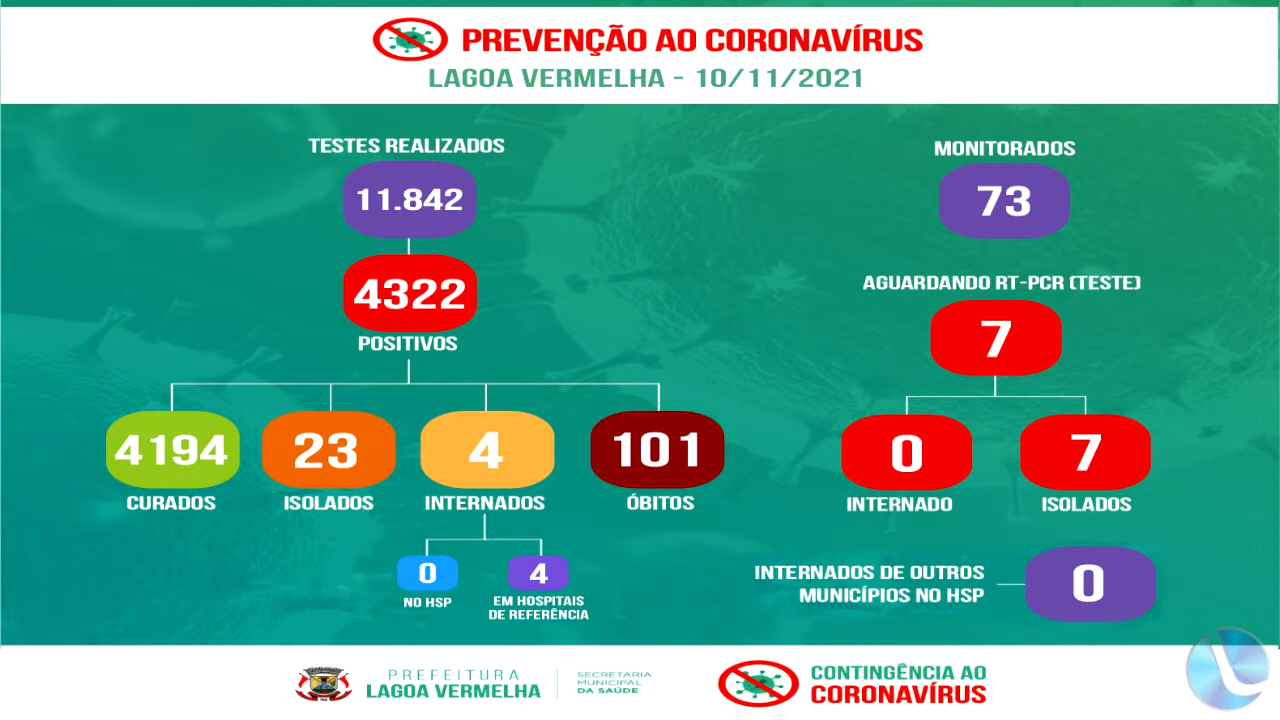 PREVENÇÃO AO CORONAVÍRUS
LAGOA VERMELHA - 10/11/2021
TESTES REALIZADOS
11.842
4322
POSITIVOS
4194
CURADOS
23
ISOLADOS
4
INTERNADOS
101
ÓBITOS
0
NO HSP
4
EM HOSPITAIS
DE REFERÊNCIA
MONITORADOS
73
AGUARDANDO RT-PCR (TESTE)
7
0
INTERNADO
7
ISOLADOS
INTERNADOS DE OUTROS
MUNICÍPIOS NO HSP
0
PREFEITURA
LAGOA VERMELHA
SECRETARIA
MUNICIPAL
DA SAÚDE
CONTINGÊNCIA AO
CORONAVÍRUS